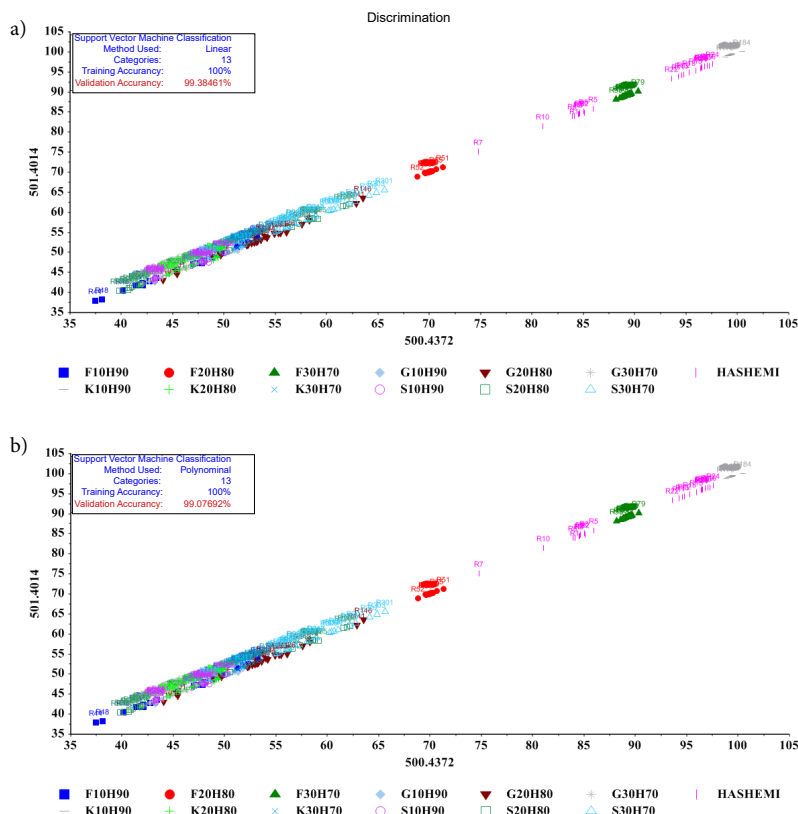 Discrimination
a)
Support Vector Machine Classification
Method Used: Linear
Categories: 13
Training Accurancy: 100%
Validation Accurancy: 99.38461%
105
100
95
90
85
80
75
70
65
60
55
50
45
40
35
501.4014
R48
R146
R301
R52
R51
R7
R10
R5
R79
R184
35 40 45 50 55 60 65 70 75 80 85 90 95 100 105
500.4372
F10H90 F20H80 F30H70 G10H90 G20H80 G30H70 HASHEMI
K10H90 K20H80 K30H70 S10H90 S20H80 S30H70
b)
Support Vector Machine Classification
Method Used: Polynominal
Categories: 13
Training Accurancy: 100%
Validation Accurancy: 99.07692%
105
100
95
90
85
80
75
70
65
60
55
50
45
40
35
501.4014
R48
R146
R301
R52
R51
R7
R10
R5
R79
R184
35 40 45 50 55 60 65 70 75 80 85 90 95 100 105
500.4372
F10H90 F20H80 F30H70 G10H90 G20H80 G30H70 HASHEMI
K10H90 K20H80 K30H70 S10H90 S20H80 S30H70